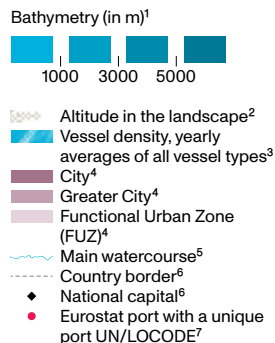 Bathymetry (in m)¹
1000 3000 5000
Altitude in the landscape²
Vessel density, yearly
averages of all vessel types³
City⁴
Greater City⁴
Functional Urban Zone
(FUZ)⁴
Main watercourse⁵
Country border⁶
National capital⁶
Eurostat port with a unique
port UN/LOCODE⁷